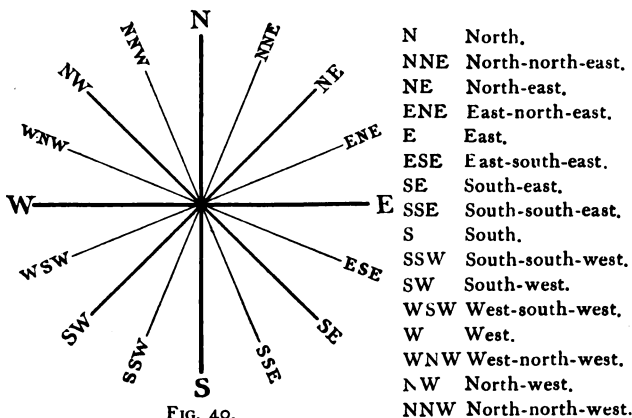 N
NNW
NNE
NW
NE
WNW
ENE
W
E
WSW
ESE
SW
SE
SSW
SSE
S
FIG. 40.
N North.
NNE North-north-east.
NE North-east.
ENE East-north-east.
E East.
ESE East-south-east.
SE South-east.
SSE South-south-east.
S South.
SSW South-south-west.
SW South-west.
WSW West-south-west.
W West.
WNW West-north-west.
NW North-west.
NNW North-north-west.